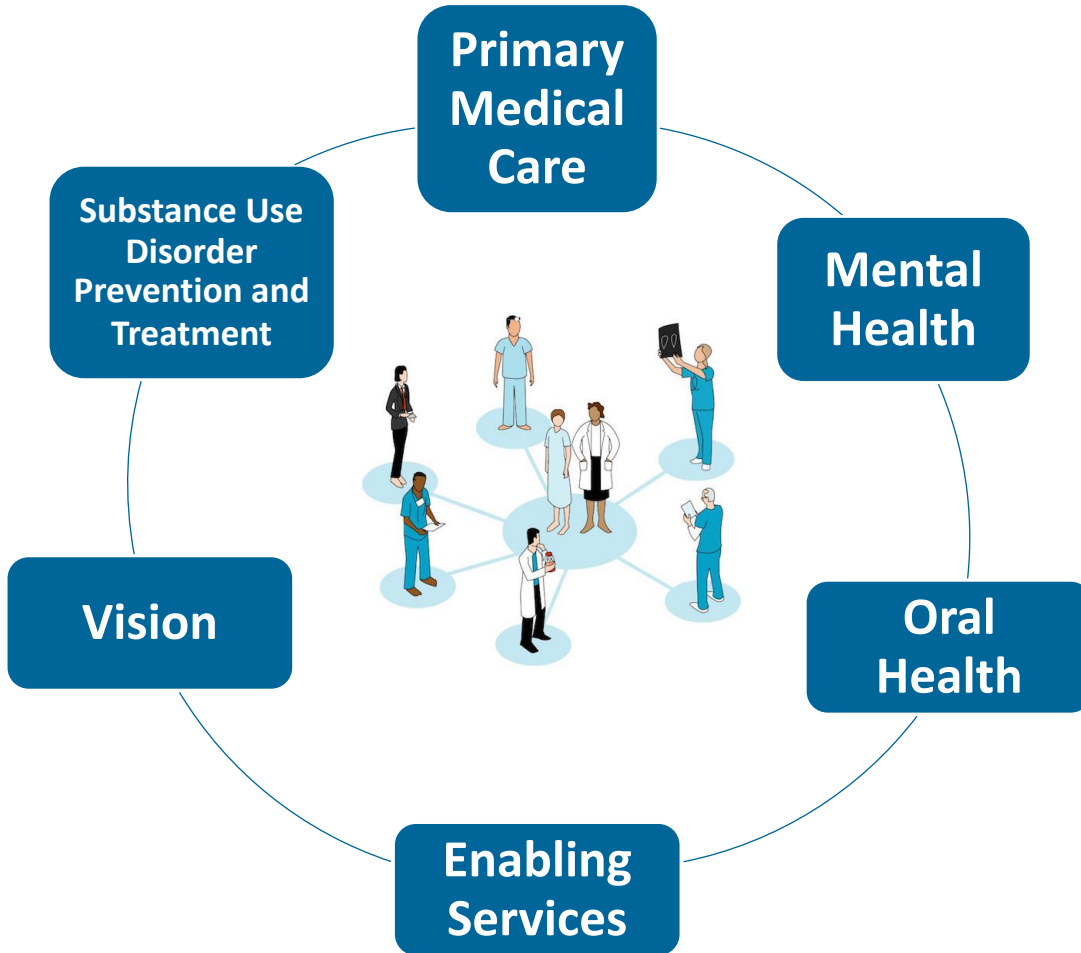 Primary
Medical
Care
Mental
Health
Oral
Health
Enabling
Services
Vision
Substance Use
Disorder
Prevention and
Treatment